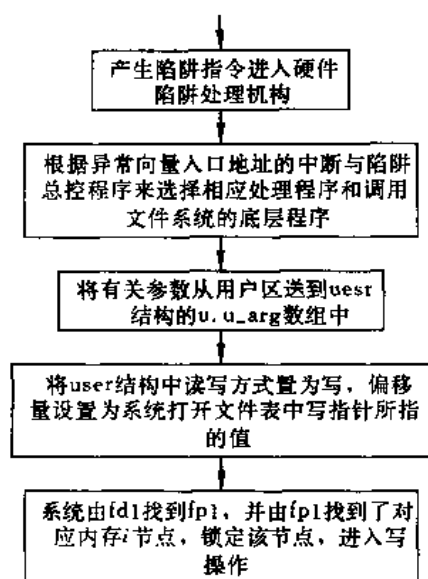 产生陷阱指令进入硬件
陷阱处理机构
根据异常向量入口地址的中断与陷阱
总控程序来选择相应处理程序和调用
文件系统的底层程序
将有关参数从用户区送到uesr
结构的u.u_arg数组中
将user结构中读写方式置为写，偏移
量设置为系统打开文件表中写指针所指
的值
系统由fd1找到fp1，并由fp1找到了对
应内存i节点，锁定该节点，进入写
操作